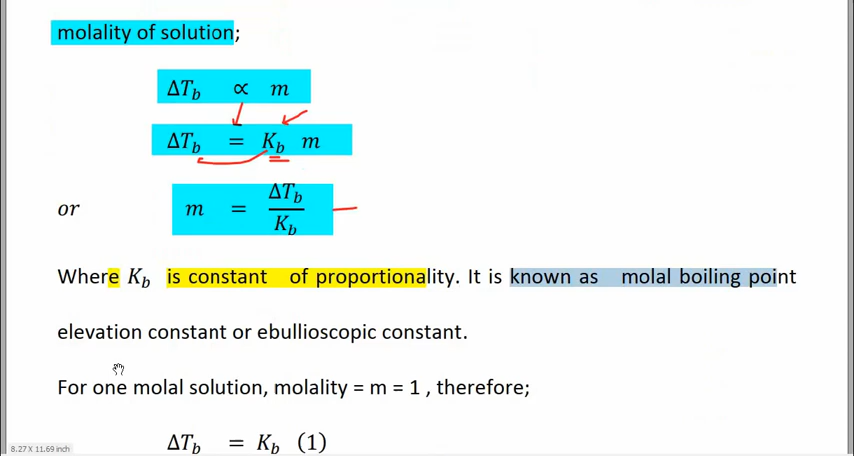 molality of solution;
ΔT_b ∝ m
ΔT_b = K_b m
or m = ΔT_b / K_b
Where K_b is constant of proportionality. It is known as molal boiling point
elevation constant or ebullioscopic constant.
For one molal solution, molality = m = 1 , therefore;
ΔT_b = K_b (1)
8.27 X 11.69 inch